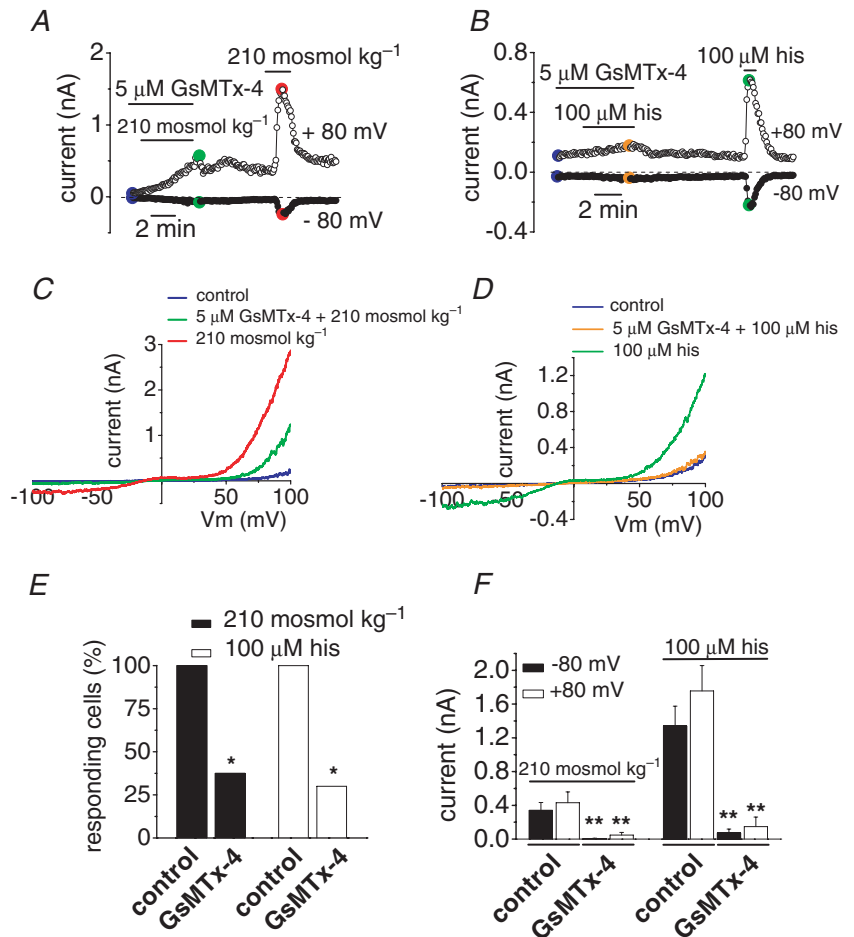 A
210 mosmol kg⁻¹
5 μM GsMTx-4
210 mosmol kg⁻¹
+ 80 mV
- 80 mV
2 min
current (nA)
2
1
0
B
100 μM his
5 μM GsMTx-4
100 μM his
+80 mV
-80 mV
2 min
current (nA)
0.8
0.4
0.0
-0.4
C
control
5 μM GsMTx-4 + 210 mosmol kg⁻¹
210 mosmol kg⁻¹
current (nA)
3
2
1
-100
-50
50
100
Vm (mV)
D
control
5 μM GsMTx-4 + 100 μM his
100 μM his
current (nA)
1.2
0.8
0.4
-0.4
-100
-50
50
100
Vm (mV)
E
210 mosmol kg⁻¹
100 μM his
responding cells (%)
100
75
50
25
0
*
*
control
GsMTx-4
control
GsMTx-4
F
100 μM his
-80 mV
+80 mV
210 mosmol kg⁻¹
current (nA)
2.0
1.6
1.2
0.8
0.4
0.0
** **
** **
control
GsMTx-4
control
GsMTx-4